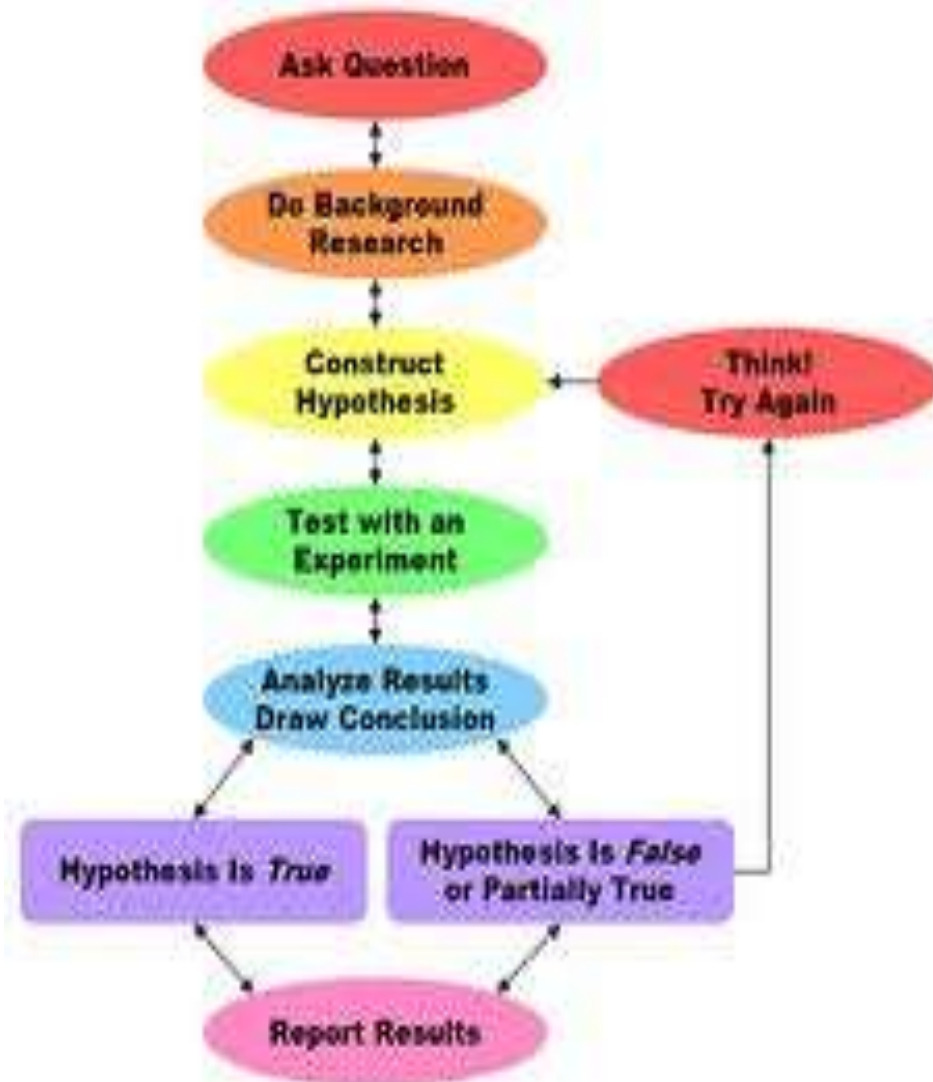 Ask Question
Do Background
Research
Construct
Hypothesis
Think!
Try Again
Test with an
Experiment
Analyze Results
Draw Conclusion
Hypothesis Is True
Hypothesis Is False
or Partially True
Report Results